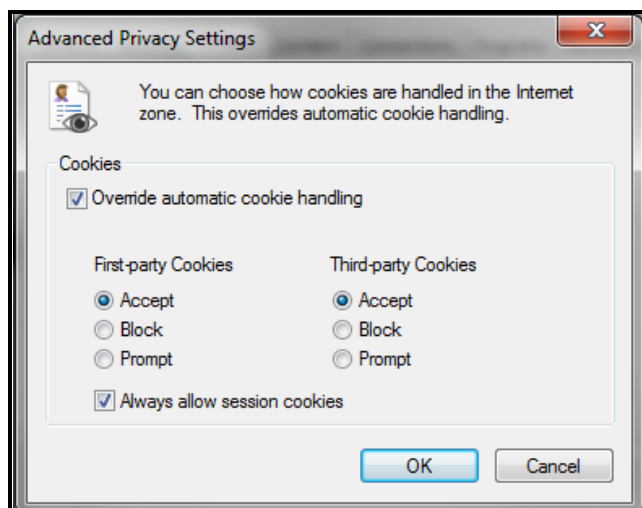 Advanced Privacy Settings
You can choose how cookies are handled in the Internet
zone. This overrides automatic cookie handling.
Cookies
Override automatic cookie handling
First-party Cookies Third-party Cookies
Accept Accept
Block Block
Prompt Prompt
Always allow session cookies
OK Cancel